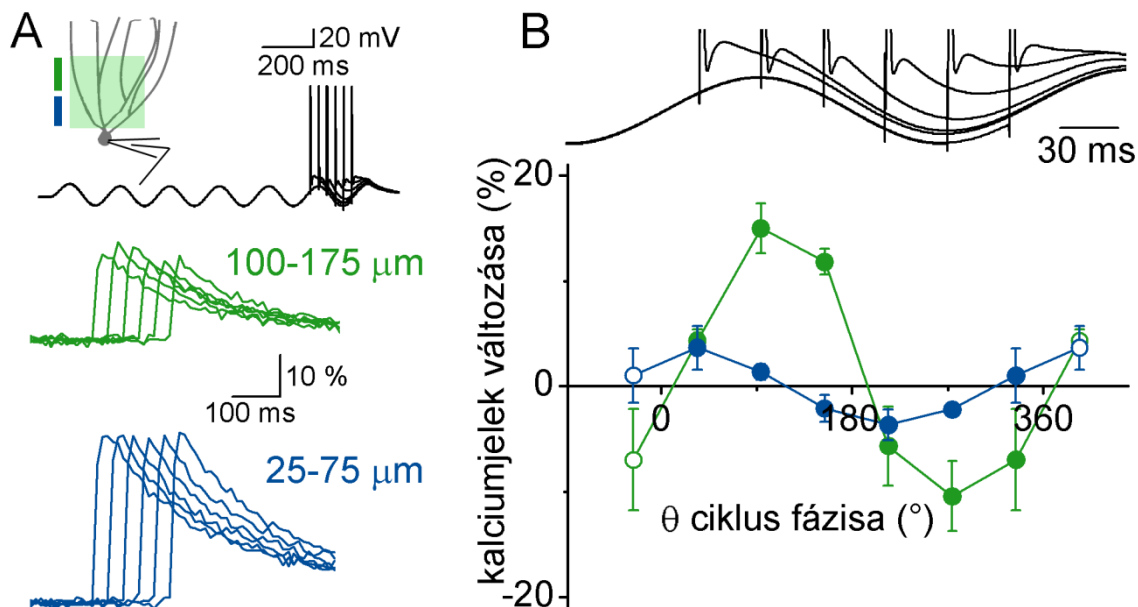 A
20 mV
200 ms
100-175 μm
10 %
100 ms
25-75 μm
B
30 ms
kalciumjelek változása (%)
20
0
-20
0
180
360
θ ciklus fázisa (°)